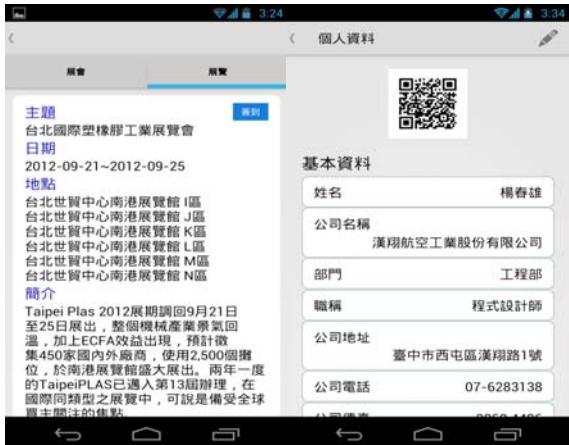 3:24
展會
展覽
主題
簽到
台北國際塑橡膠工業展覽會
日期
2012-09-21~2012-09-25
地點
台北世貿中心南港展覽館 I區
台北世貿中心南港展覽館 J區
台北世貿中心南港展覽館 K區
台北世貿中心南港展覽館 L區
台北世貿中心南港展覽館 M區
台北世貿中心南港展覽館 N區
簡介
Taipei Plas 2012展期調回9月21日
至25日展出，整個機械產業景氣回
溫，加上ECFA效益出現，預計徵
集450家國內外廠商，使用2,500個攤
位，於南港展覽館盛大展出。兩年一度
的TaipeiPLAS已邁入第13屆辦理，在
國際同類型之展覽中，可說是備受全球
買主關注的焦點
3:34
個人資料
基本資料
姓名 楊春雄
公司名稱
漢翔航空工業股份有限公司
部門 工程部
職稱 程式設計師
公司地址
臺中市西屯區漢翔路1號
公司電話 07-6283138
公司傳真